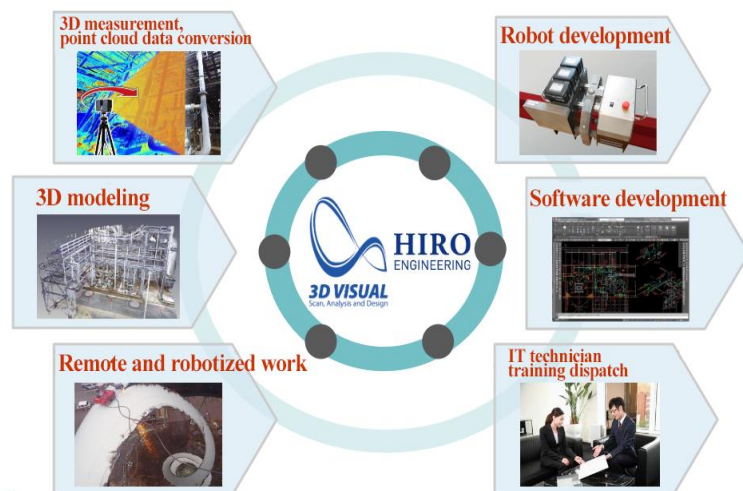 3D measurement,
point cloud data conversion
Robot development
3D modeling
Software development
HIRO
ENGINEERING
3D VISUAL
Scan, Analysis and Design
Remote and robotized work
IT technician
training dispatch